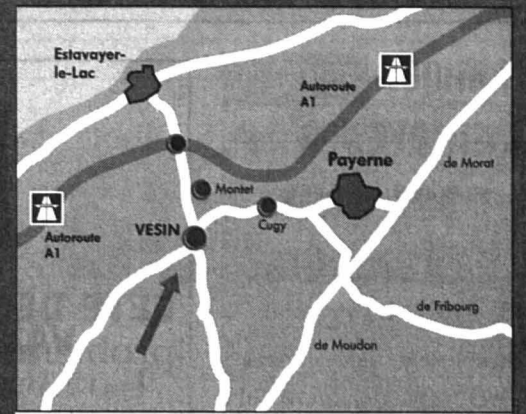 Estavayer-
le-Lac
Autoroute
A1
Payerne
de Morat
Montet
VESIN
Cugy
Autoroute
A1
de Fribourg
de Moudon